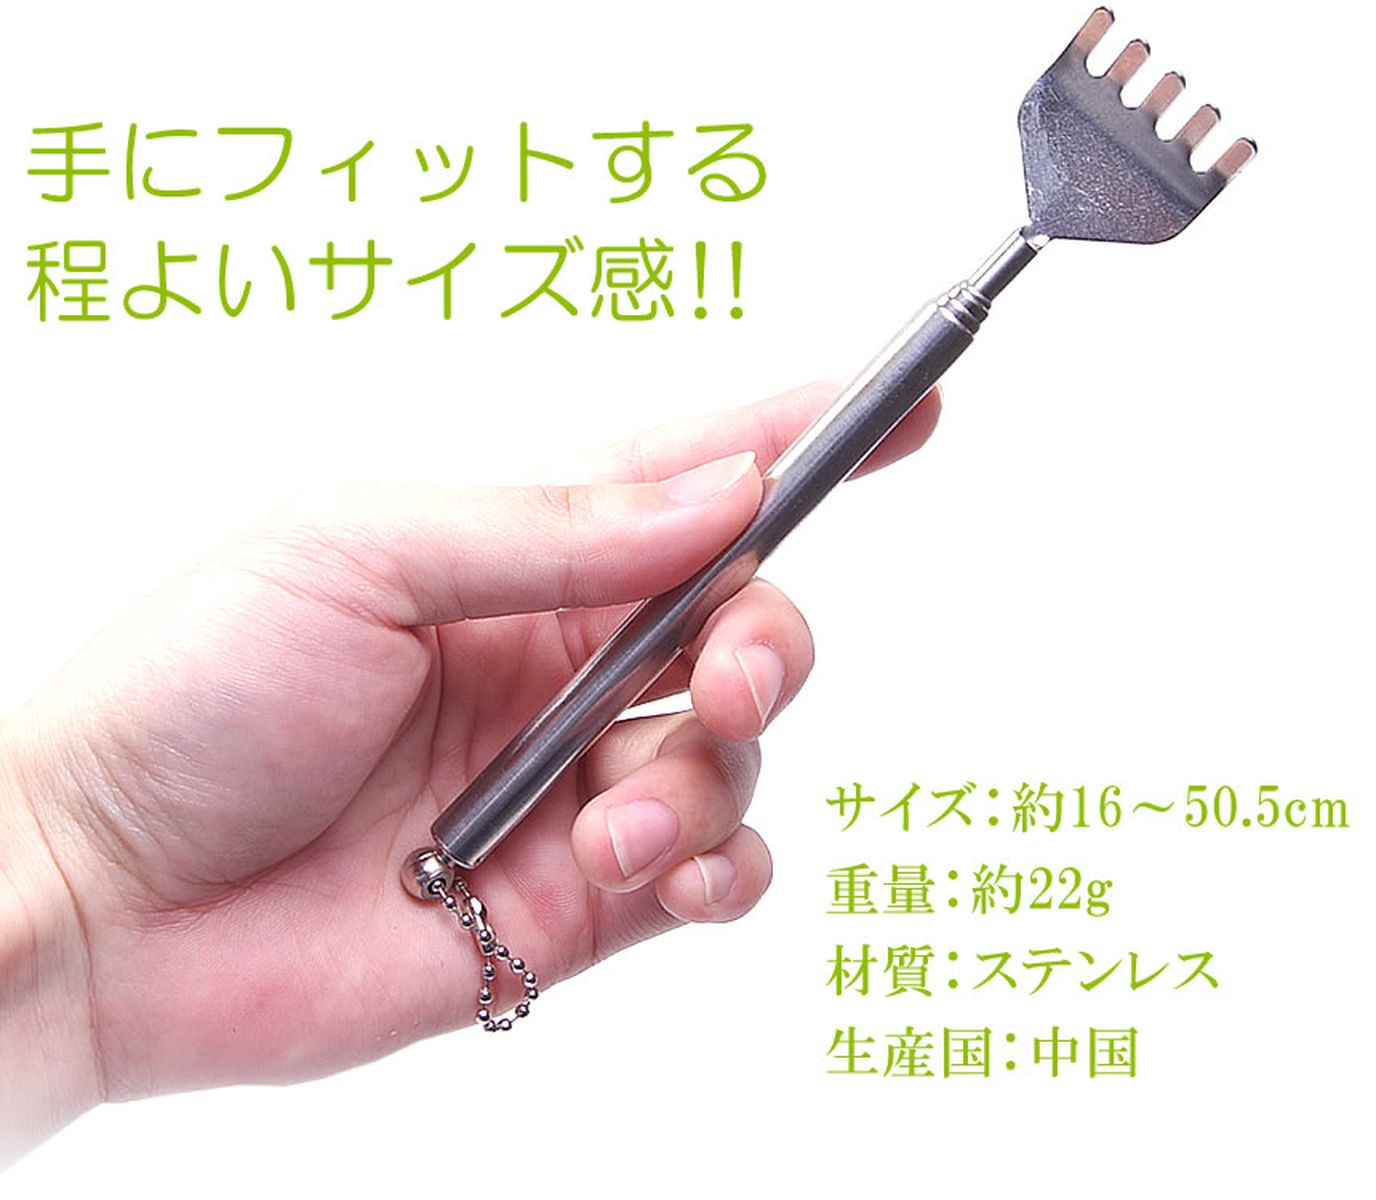 手にフィットする
程よいサイズ感!!
サイズ：約16〜50.5cm
重量：約22g
材質：ステンレス
生産国：中国